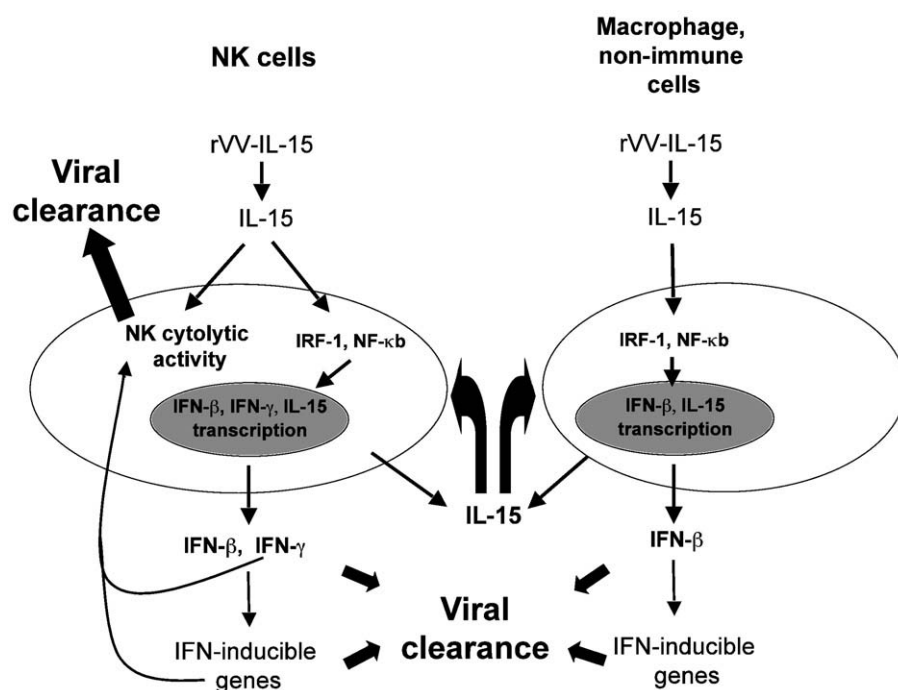 NK cells
Macrophage,
non-immune
cells
rVV-IL-15
rVV-IL-15
Viral
clearance
IL-15
IL-15
NK cytolytic
activity
IRF-1, NF-κb
IRF-1, NF-κb
IFN-β, IFN-γ, IL-15
transcription
IFN-β, IL-15
transcription
IL-15
IFN-β, IFN-γ
IFN-β
Viral
clearance
IFN-inducible
genes
IFN-inducible
genes